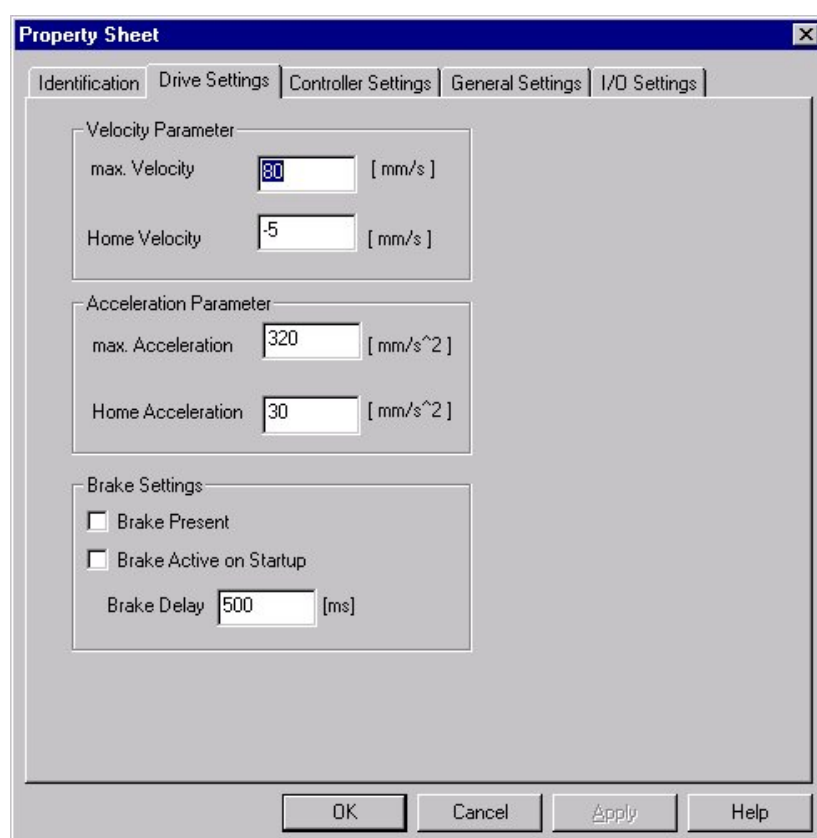 Property Sheet
Identification Drive Settings Controller Settings General Settings I/O Settings
Velocity Parameter
max. Velocity 80 [ mm/s ]
Home Velocity -5 [ mm/s ]
Acceleration Parameter
max. Acceleration 320 [ mm/s^2 ]
Home Acceleration 30 [ mm/s^2 ]
Brake Settings
Brake Present
Brake Active on Startup
Brake Delay 500 [ms]
OK Cancel Apply Help